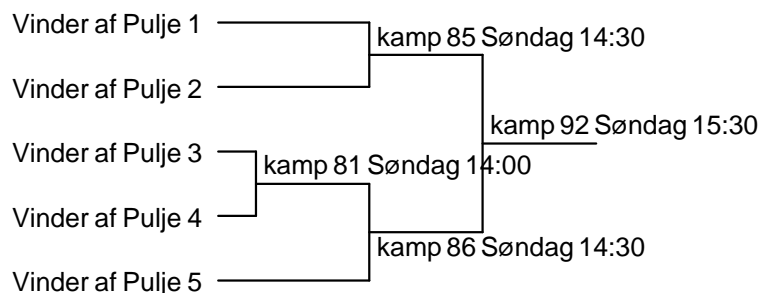 Vinder af Pulje 1
kamp 85 Søndag 14:30
Vinder af Pulje 2
kamp 92 Søndag 15:30
Vinder af Pulje 3
kamp 81 Søndag 14:00
Vinder af Pulje 4
kamp 86 Søndag 14:30
Vinder af Pulje 5